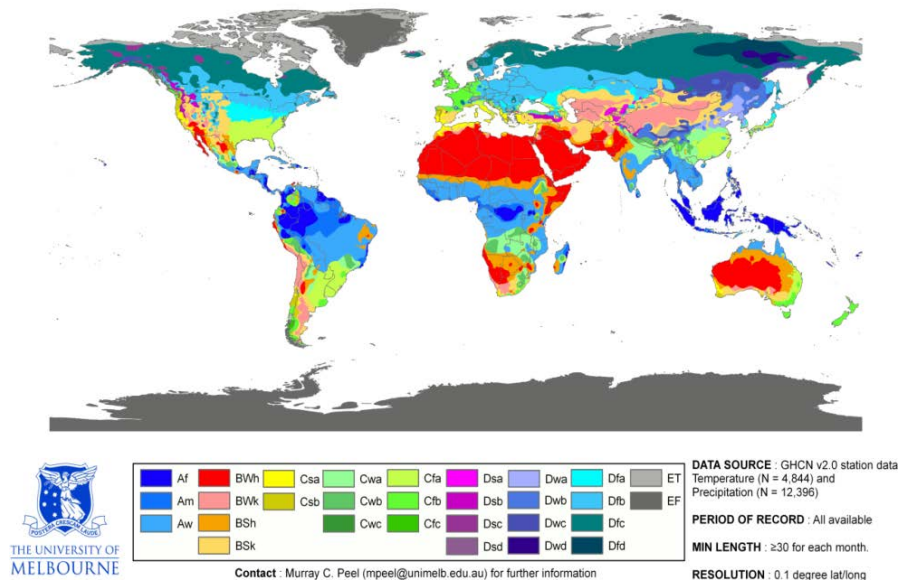 Af
Am
Aw
BWh
BWk
BSh
BSk
Csa
Csb
Cwa
Cwb
Cwc
Cfa
Cfb
Cfc
Dsa
Dsb
Dsc
Dsd
Dwa
Dwb
Dwc
Dwd
Dfa
Dfb
Dfc
Dfd
ET
EF
POSTERA CRESCAM LAUDE
THE UNIVERSITY OF
MELBOURNE
Contact : Murray C. Peel (mpeel@unimelb.edu.au) for further information
DATA SOURCE : GHCN v2.0 station data
Temperature (N = 4,844) and
Precipitation (N = 12,396)
PERIOD OF RECORD : All available
MIN LENGTH : ≥30 for each month.
RESOLUTION : 0.1 degree lat/long